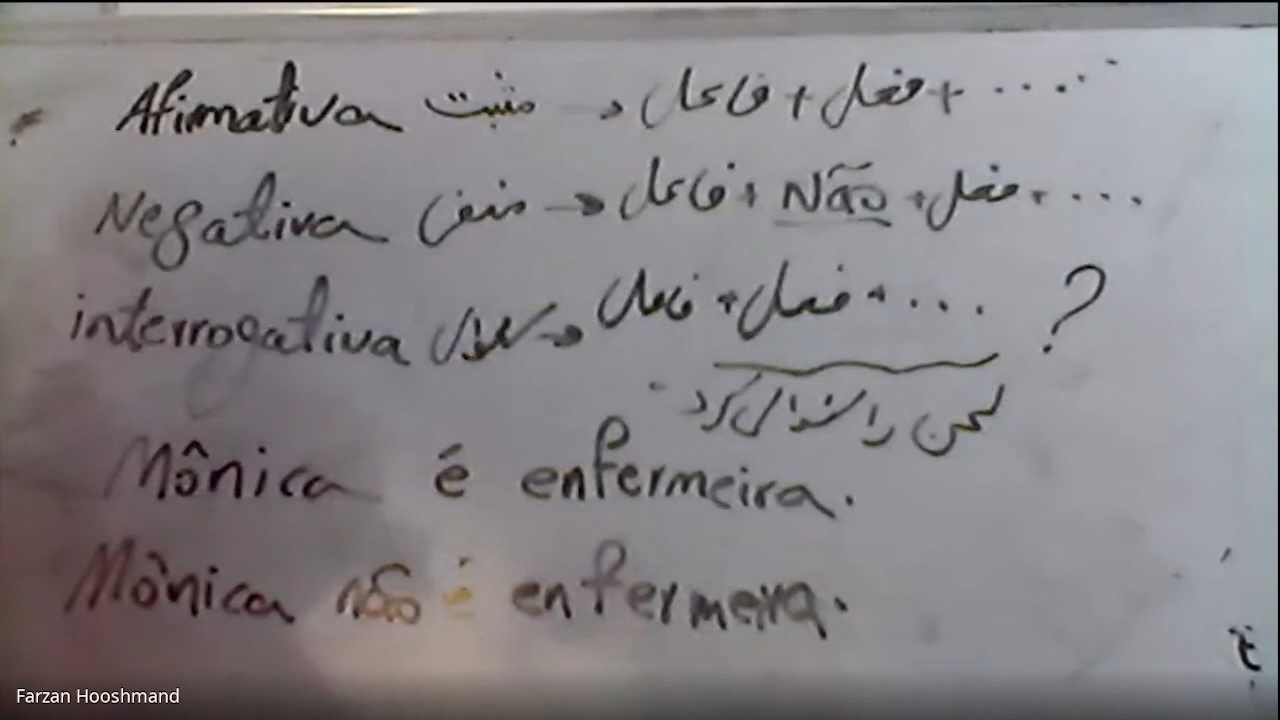 Afirmativa مثبت → فاعل + فعل + .....
Negativa منفی → فاعل + Não + فعل + ....
interrogativa سوال → فاعل + فعل + ... ?
لحن را سوالی کرد
Mônica é enfermeira.
Mônica não é enfermeira.
Farzan Hooshmand